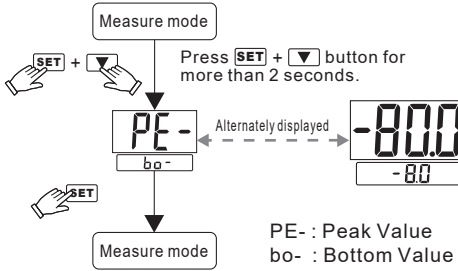 Measure mode
SET + ▼
Press SET + ▼ button for
more than 2 seconds.
PE-
bo-
Alternately displayed
-80.0
-8.0
SET
Measure mode
PE- : Peak Value
bo- : Bottom Value